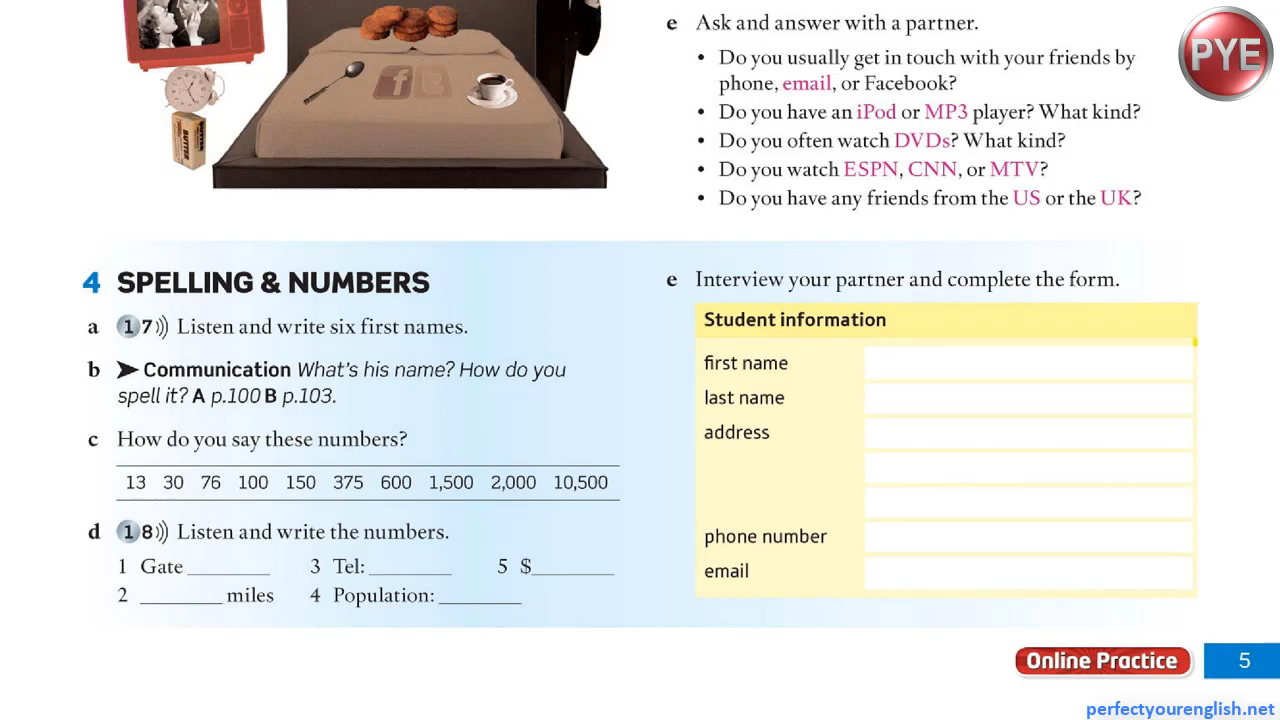 e Ask and answer with a partner.
• Do you usually get in touch with your friends by
phone, email, or Facebook?
• Do you have an iPod or MP3 player? What kind?
• Do you often watch DVDs? What kind?
• Do you watch ESPN, CNN, or MTV?
• Do you have any friends from the US or the UK?
PYE
f
BUTTER
4 SPELLING & NUMBERS
a 1 7 Listen and write six first names.
b Communication What's his name? How do you
spell it? A p.100 B p.103.
c How do you say these numbers?
13 30 76 100 150 375 600 1,500 2,000 10,500
d 1 8 Listen and write the numbers.
1 Gate ________ 3 Tel: ________ 5 $________
2 ________ miles 4 Population: ________
e Interview your partner and complete the form.
Student information
first name
last name
address
phone number
email
Online Practice
5
perfectyourenglish.net